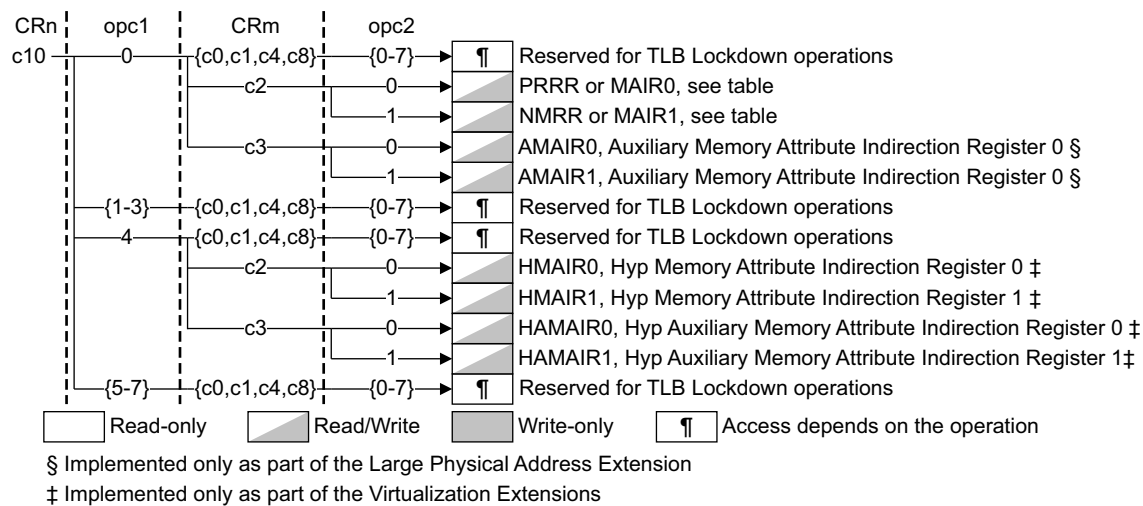 CRn opc1 CRm opc2
c10 0 {c0,c1,c4,c8} {0-7} ¶ Reserved for TLB Lockdown operations
c2 0 PRRR or MAIR0, see table
1 NMRR or MAIR1, see table
c3 0 AMAIR0, Auxiliary Memory Attribute Indirection Register 0 §
1 AMAIR1, Auxiliary Memory Attribute Indirection Register 0 §
{1-3} {c0,c1,c4,c8} {0-7} ¶ Reserved for TLB Lockdown operations
4 {c0,c1,c4,c8} {0-7} ¶ Reserved for TLB Lockdown operations
c2 0 HMAIR0, Hyp Memory Attribute Indirection Register 0 ‡
1 HMAIR1, Hyp Memory Attribute Indirection Register 1 ‡
c3 0 HAMAIR0, Hyp Auxiliary Memory Attribute Indirection Register 0 ‡
1 HAMAIR1, Hyp Auxiliary Memory Attribute Indirection Register 1‡
{5-7} {c0,c1,c4,c8} {0-7} ¶ Reserved for TLB Lockdown operations
Read-only Read/Write Write-only ¶ Access depends on the operation
§ Implemented only as part of the Large Physical Address Extension
‡ Implemented only as part of the Virtualization Extensions